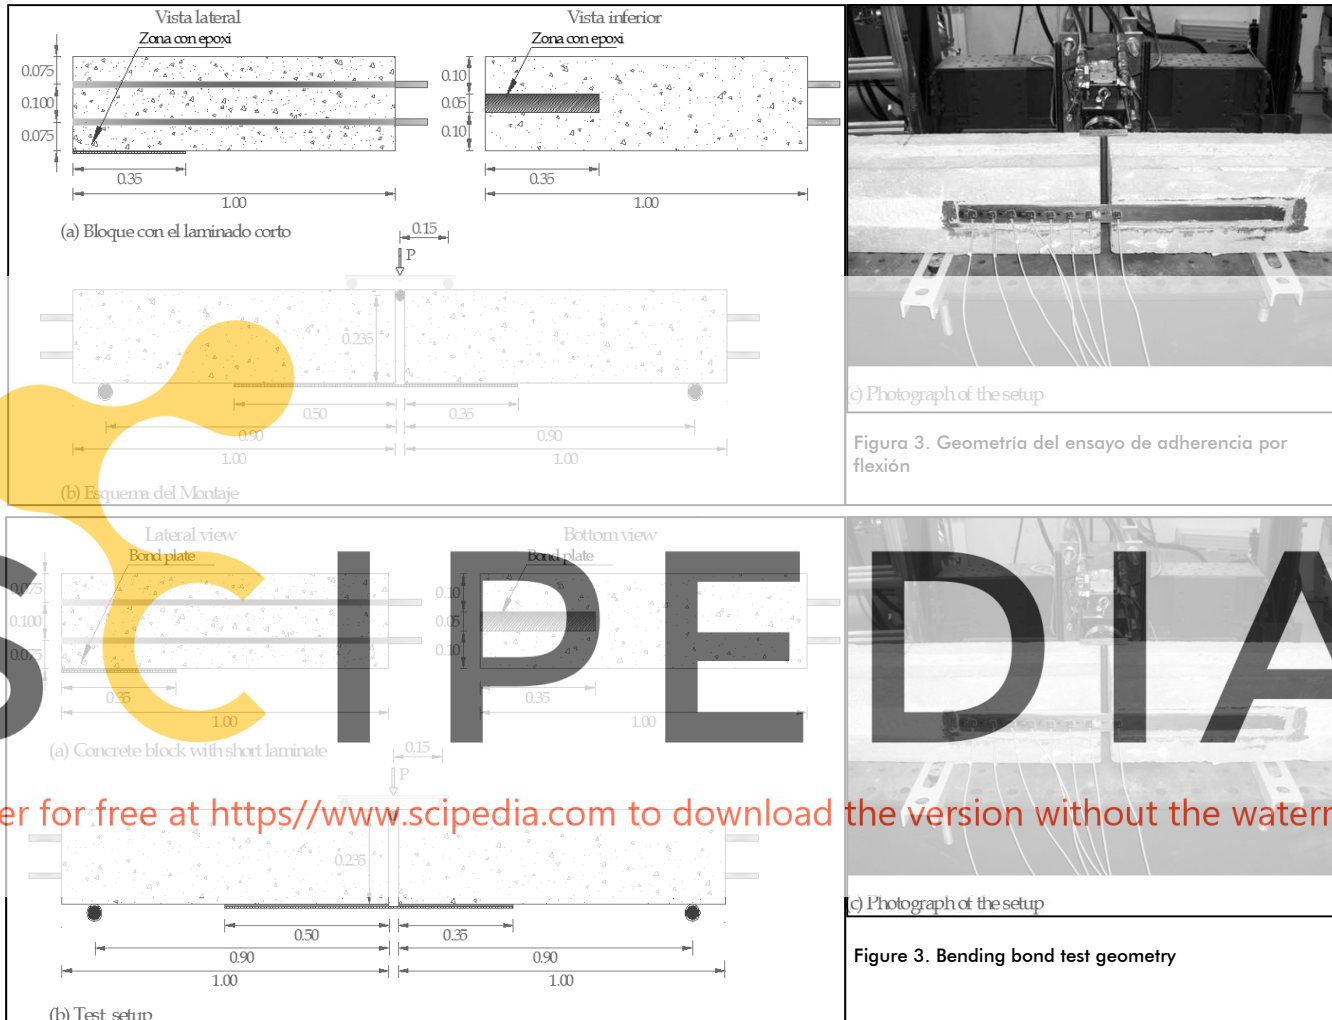 Vista lateral
Zona con epoxi
0.075
0.100
0.075
0.35
1.00
Vista inferior
Zona con epoxi
0.10
0.05
0.10
0.35
1.00
(a) Bloque con el laminado corto
0.15
P
0.235
0.50
0.35
0.90
0.90
1.00
1.00
(b) Esquema del Montaje
(c) Photograph of the setup
Figura 3. Geometría del ensayo de adherencia por
flexión
Lateral view
Bond plate
0.075
0.100
0.075
0.35
1.00
Bottom view
Bond plate
0.10
0.05
0.10
0.35
1.00
SCIPEDIA
(a) Concrete block with short laminate
0.15
P
er for free at https//www.scipedia.com to download the version without the waterm
0.235
0.50
0.35
0.90
0.90
1.00
1.00
(b) Test setup
(c) Photograph of the setup
Figure 3. Bending bond test geometry